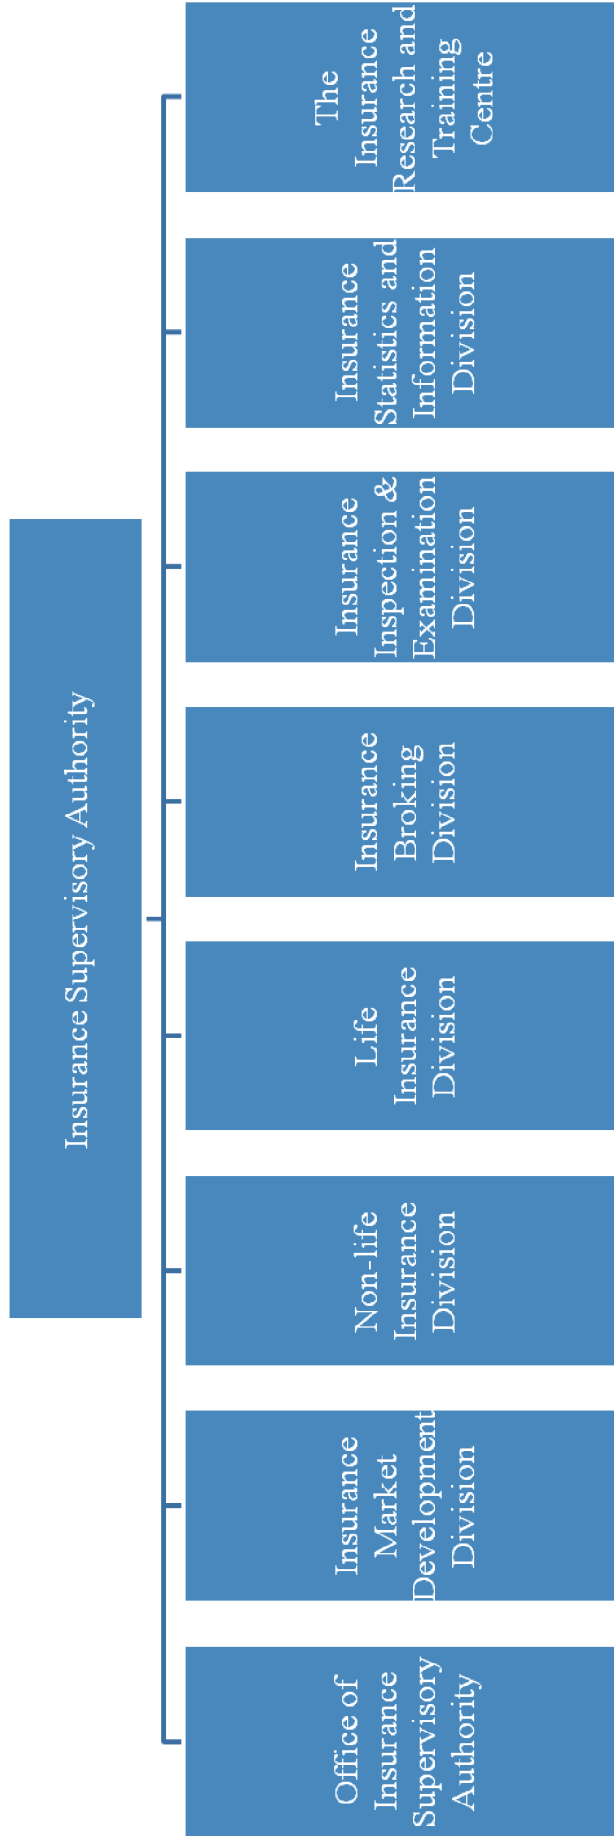 Insurance Supervisory Authority
Office of
Insurance
Supervisory
Authority
Insurance
Market
Development
Division
Non-life
Insurance
Division
Life
Insurance
Division
Insurance
Broking
Division
Insurance
Inspection &
Examination
Division
Insurance
Statistics and
Information
Division
The
Insurance
Research and
Training
Centre